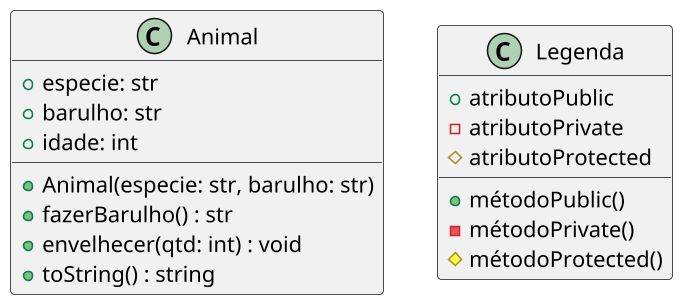 C Animal
especie: str
barulho: str
idade: int
Animal(especie: str, barulho: str)
fazerBarulho() : str
envelhecer(qtd: int) : void
toString() : string
C Legenda
atributoPublic
atributoPrivate
atributoProtected
métodoPublic()
métodoPrivate()
métodoProtected()